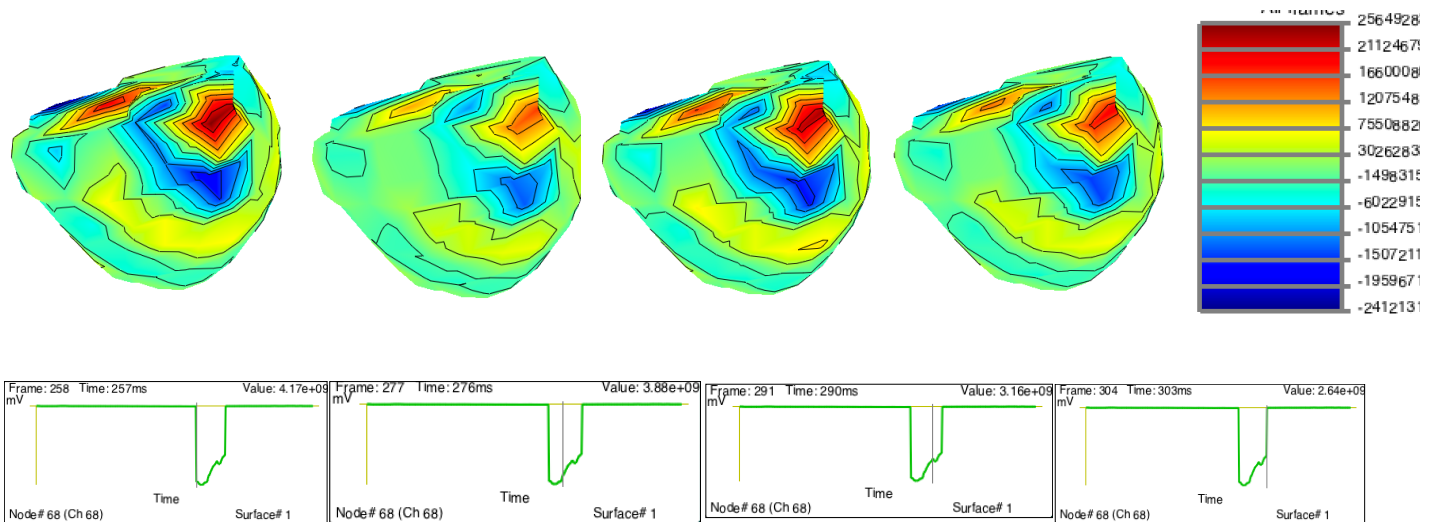 All frames
2564928
2112467
1660008
1207548
7550882
3026283
-1498315
-6022915
-1054751
-1507211
-1959671
-2412131
Frame: 258 Time: 257ms Value: 4.17e+09
mV
Time
Node# 68 (Ch 68) Surface# 1
Frame: 277 Time: 276ms Value: 3.88e+09
mV
Time
Node# 68 (Ch 68) Surface# 1
Frame: 291 Time: 290ms Value: 3.16e+09
mV
Time
Node# 68 (Ch 68) Surface# 1
Frame: 304 Time: 303ms Value: 2.64e+09
mV
Time
Node# 68 (Ch 68) Surface# 1